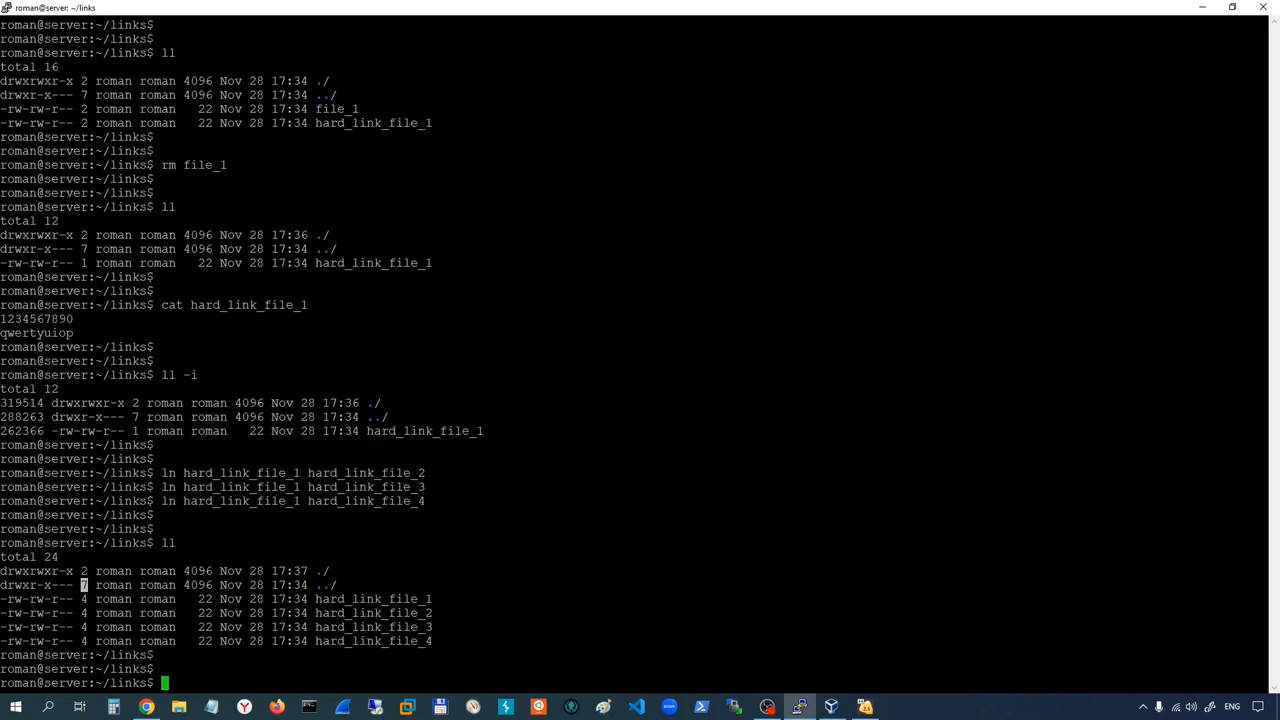 roman@server: ~/links
roman@server:~/links$
roman@server:~/links$
roman@server:~/links$ ll
total 16
drwxrwxr-x 2 roman roman 4096 Nov 28 17:34 ./
drwxr-x--- 7 roman roman 4096 Nov 28 17:34 ../
-rw-rw-r-- 2 roman roman   22 Nov 28 17:34 file_1
-rw-rw-r-- 2 roman roman   22 Nov 28 17:34 hard_link_file_1
roman@server:~/links$
roman@server:~/links$
roman@server:~/links$ rm file_1
roman@server:~/links$
roman@server:~/links$
roman@server:~/links$ ll
total 12
drwxrwxr-x 2 roman roman 4096 Nov 28 17:36 ./
drwxr-x--- 7 roman roman 4096 Nov 28 17:34 ../
-rw-rw-r-- 1 roman roman   22 Nov 28 17:34 hard_link_file_1
roman@server:~/links$
roman@server:~/links$
roman@server:~/links$ cat hard_link_file_1
1234567890
qwertyuiop
roman@server:~/links$
roman@server:~/links$
roman@server:~/links$ ll -i
total 12
319514 drwxrwxr-x 2 roman roman 4096 Nov 28 17:36 ./
288263 drwxr-x--- 7 roman roman 4096 Nov 28 17:34 ../
262366 -rw-rw-r-- 1 roman roman   22 Nov 28 17:34 hard_link_file_1
roman@server:~/links$
roman@server:~/links$
roman@server:~/links$ ln hard_link_file_1 hard_link_file_2
roman@server:~/links$ ln hard_link_file_1 hard_link_file_3
roman@server:~/links$ ln hard_link_file_1 hard_link_file_4
roman@server:~/links$
roman@server:~/links$
roman@server:~/links$ ll
total 24
drwxrwxr-x 2 roman roman 4096 Nov 28 17:37 ./
drwxr-x--- 7 roman roman 4096 Nov 28 17:34 ../
-rw-rw-r-- 4 roman roman   22 Nov 28 17:34 hard_link_file_1
-rw-rw-r-- 4 roman roman   22 Nov 28 17:34 hard_link_file_2
-rw-rw-r-- 4 roman roman   22 Nov 28 17:34 hard_link_file_3
-rw-rw-r-- 4 roman roman   22 Nov 28 17:34 hard_link_file_4
roman@server:~/links$
roman@server:~/links$
roman@server:~/links$
ENG